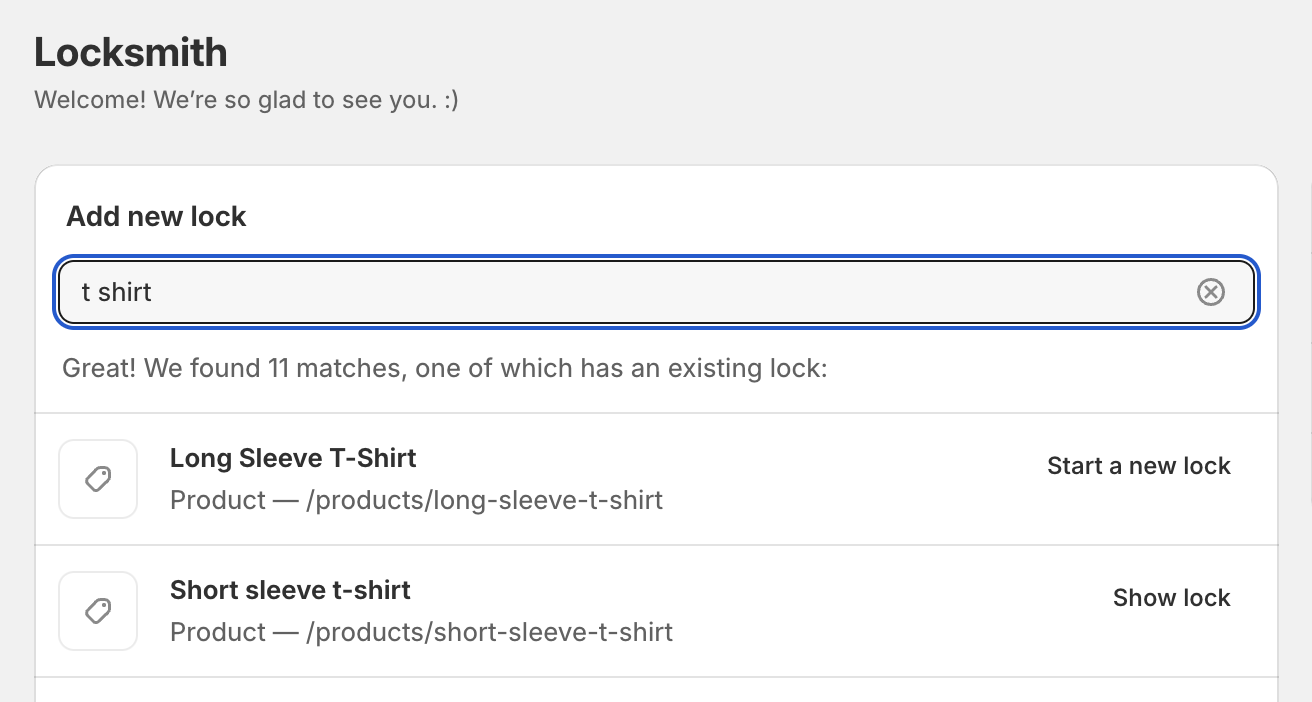 Locksmith
Welcome! We’re so glad to see you. :)
Add new lock
t shirt
Great! We found 11 matches, one of which has an existing lock:
Long Sleeve T-Shirt
Start a new lock
Product — /products/long-sleeve-t-shirt
Short sleeve t-shirt
Show lock
Product — /products/short-sleeve-t-shirt